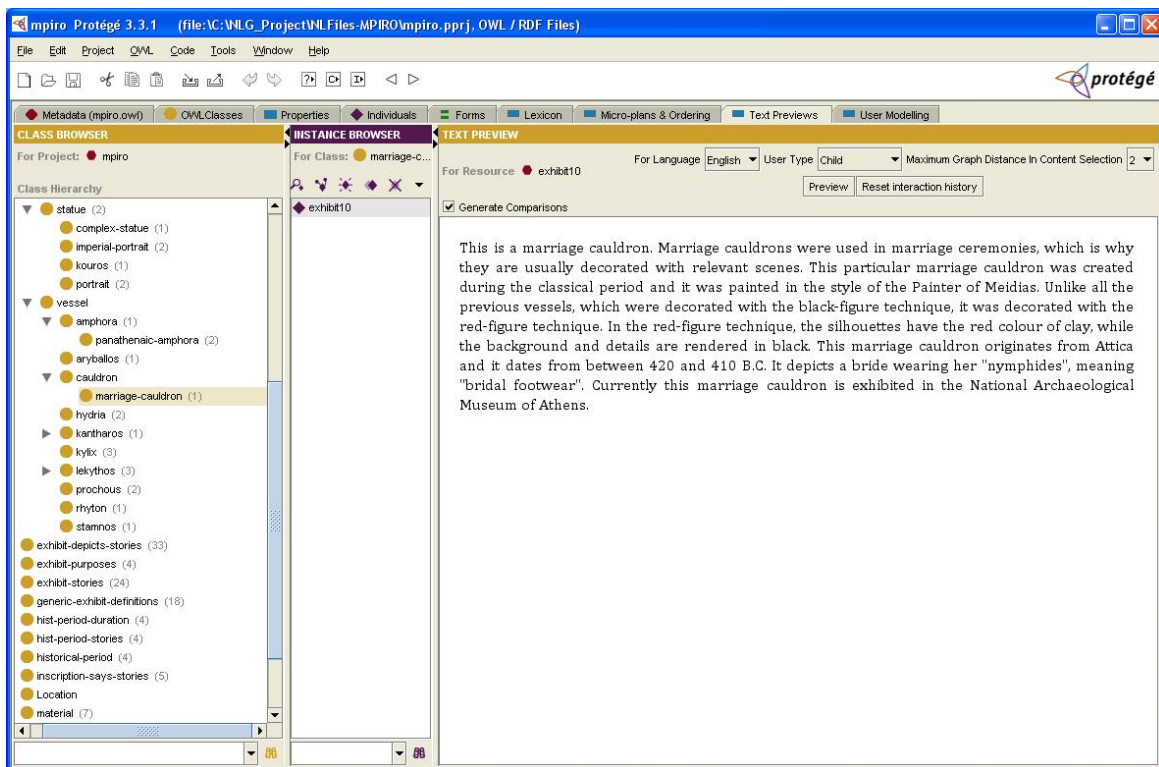 mpiro Protégé 3.3.1 (file:\C:\NLG_Project\NLFiles-MPIRO\mpiro.pprj, OWL / RDF Files)
File Edit Project OWL Code Tools Window Help
protégé
Metadata (mpiro.owl) OWLClasses Properties Individuals Forms Lexicon Micro-plans & Ordering Text Previews User Modelling
CLASS BROWSER
For Project: mpiro
Class Hierarchy
statue (2)
complex-statue (1)
imperial-portrait (2)
kouros (1)
portrait (2)
vessel
amphora (1)
panathenaic-amphora (2)
aryballos (1)
cauldron
marriage-cauldron (1)
hydria (2)
kantharos (1)
kylix (3)
lekythos (3)
prochous (2)
rhyton (1)
stamnos (1)
exhibit-depicts-stories (33)
exhibit-purposes (4)
exhibit-stories (24)
generic-exhibit-definitions (18)
hist-period-duration (4)
hist-period-stories (4)
historical-period (4)
inscription-says-stories (5)
Location
material (7)
INSTANCE BROWSER
For Class: marriage-c...
exhibit10
TEXT PREVIEW
For Resource exhibit10
For Language English User Type Child Maximum Graph Distance In Content Selection 2
Preview Reset interaction history
Generate Comparisons
This is a marriage cauldron. Marriage cauldrons were used in marriage ceremonies, which is why
they are usually decorated with relevant scenes. This particular marriage cauldron was created
during the classical period and it was painted in the style of the Painter of Meidias. Unlike all the
previous vessels, which were decorated with the black-figure technique, it was decorated with the
red-figure technique. In the red-figure technique, the silhouettes have the red colour of clay, while
the background and details are rendered in black. This marriage cauldron originates from Attica
and it dates from between 420 and 410 B.C. It depicts a bride wearing her "nymphides", meaning
"bridal footwear". Currently this marriage cauldron is exhibited in the National Archaeological
Museum of Athens.